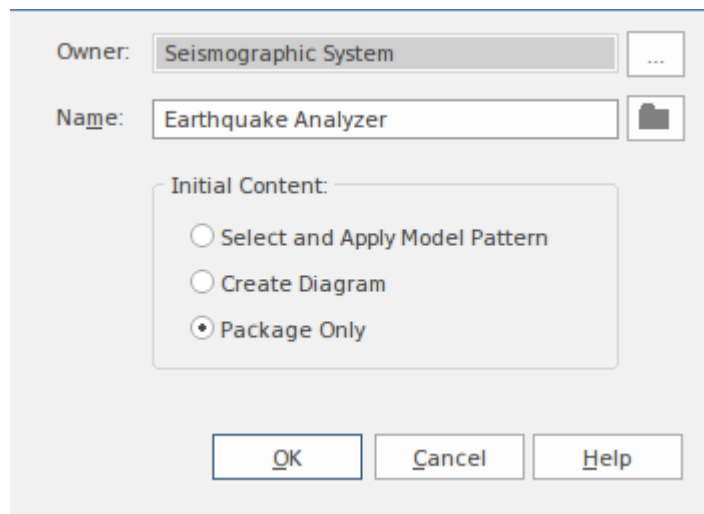 Owner: Seismographic System ...
Name: Earthquake Analyzer
Initial Content:
Select and Apply Model Pattern
Create Diagram
Package Only
OK Cancel Help